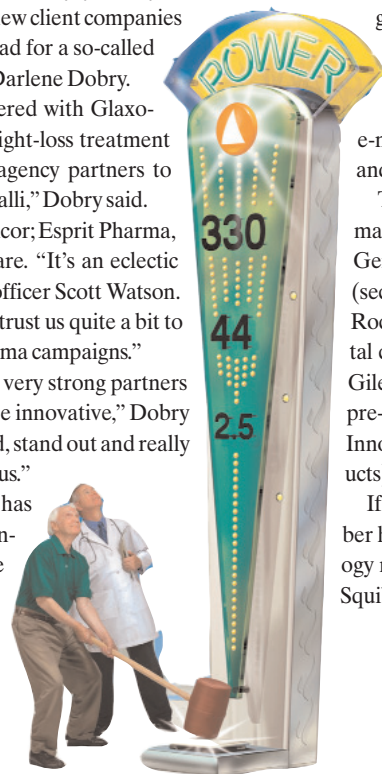 ew client companies
ad for a so-called
Darlene Dobry.
ered with Glaxo-
ight-loss treatment
agency partners to
alli,” Dobry said.
cor; Esprit Pharma,
are. “It’s an eclectic
officer Scott Watson.
trust us quite a bit to
ma campaigns.”
very strong partners
e innovative,” Dobry
d, stand out and really
us.”
has
n-
e
POWER
330
44
2.5
g
and
T
ma
Ge
(sec
Ro
tal
Gile
pre-
Inno
ucts
If
ber
ogy
Squi